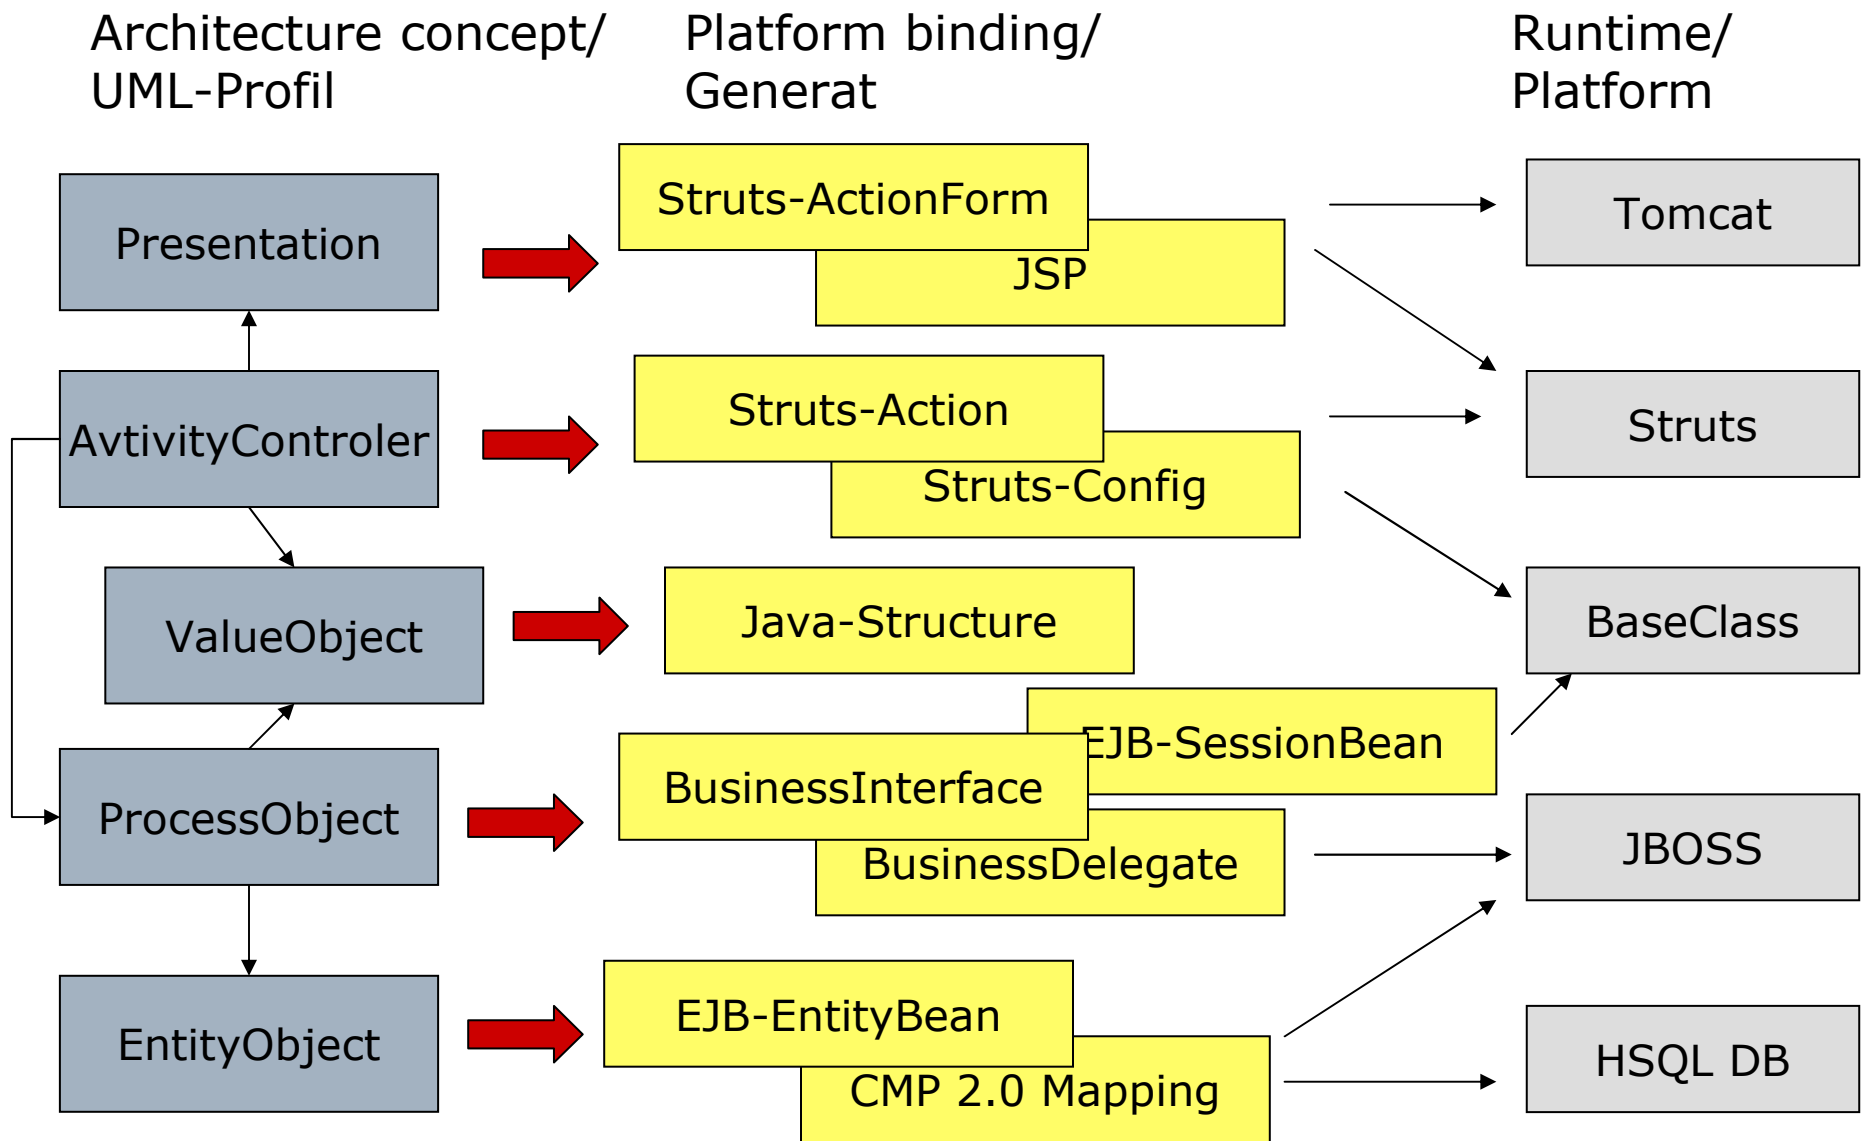 Architecture concept/
UML-Profil
Platform binding/
Generat
Runtime/
Platform
Presentation
Struts-ActionForm
JSP
Tomcat
AvtivityControler
Struts-Action
Struts-Config
Struts
ValueObject
Java-Structure
BaseClass
EJB-SessionBean
ProcessObject
BusinessInterface
BusinessDelegate
JBOSS
EntityObject
EJB-EntityBean
CMP 2.0 Mapping
HSQL DB